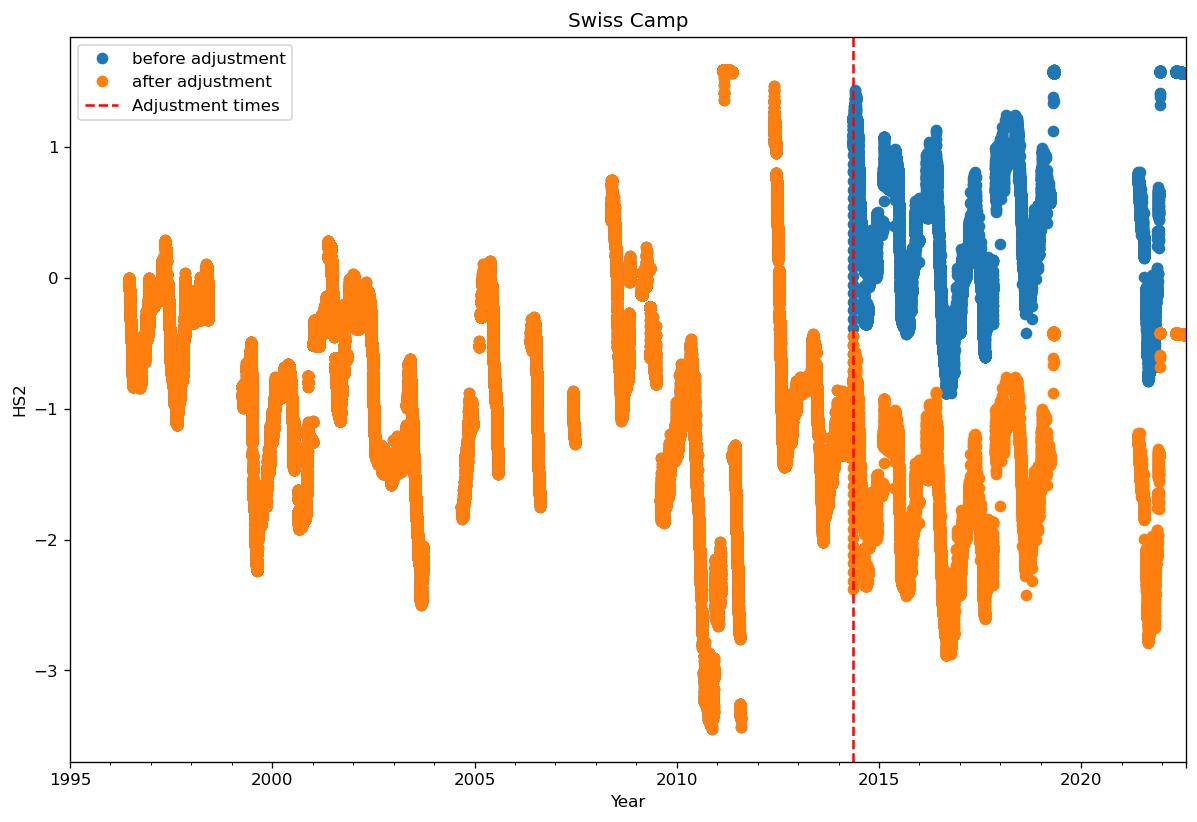 Swiss Camp
before adjustment
after adjustment
Adjustment times
HS2
1
0
−1
−2
−3
1995
2000
2005
2010
2015
2020
Year